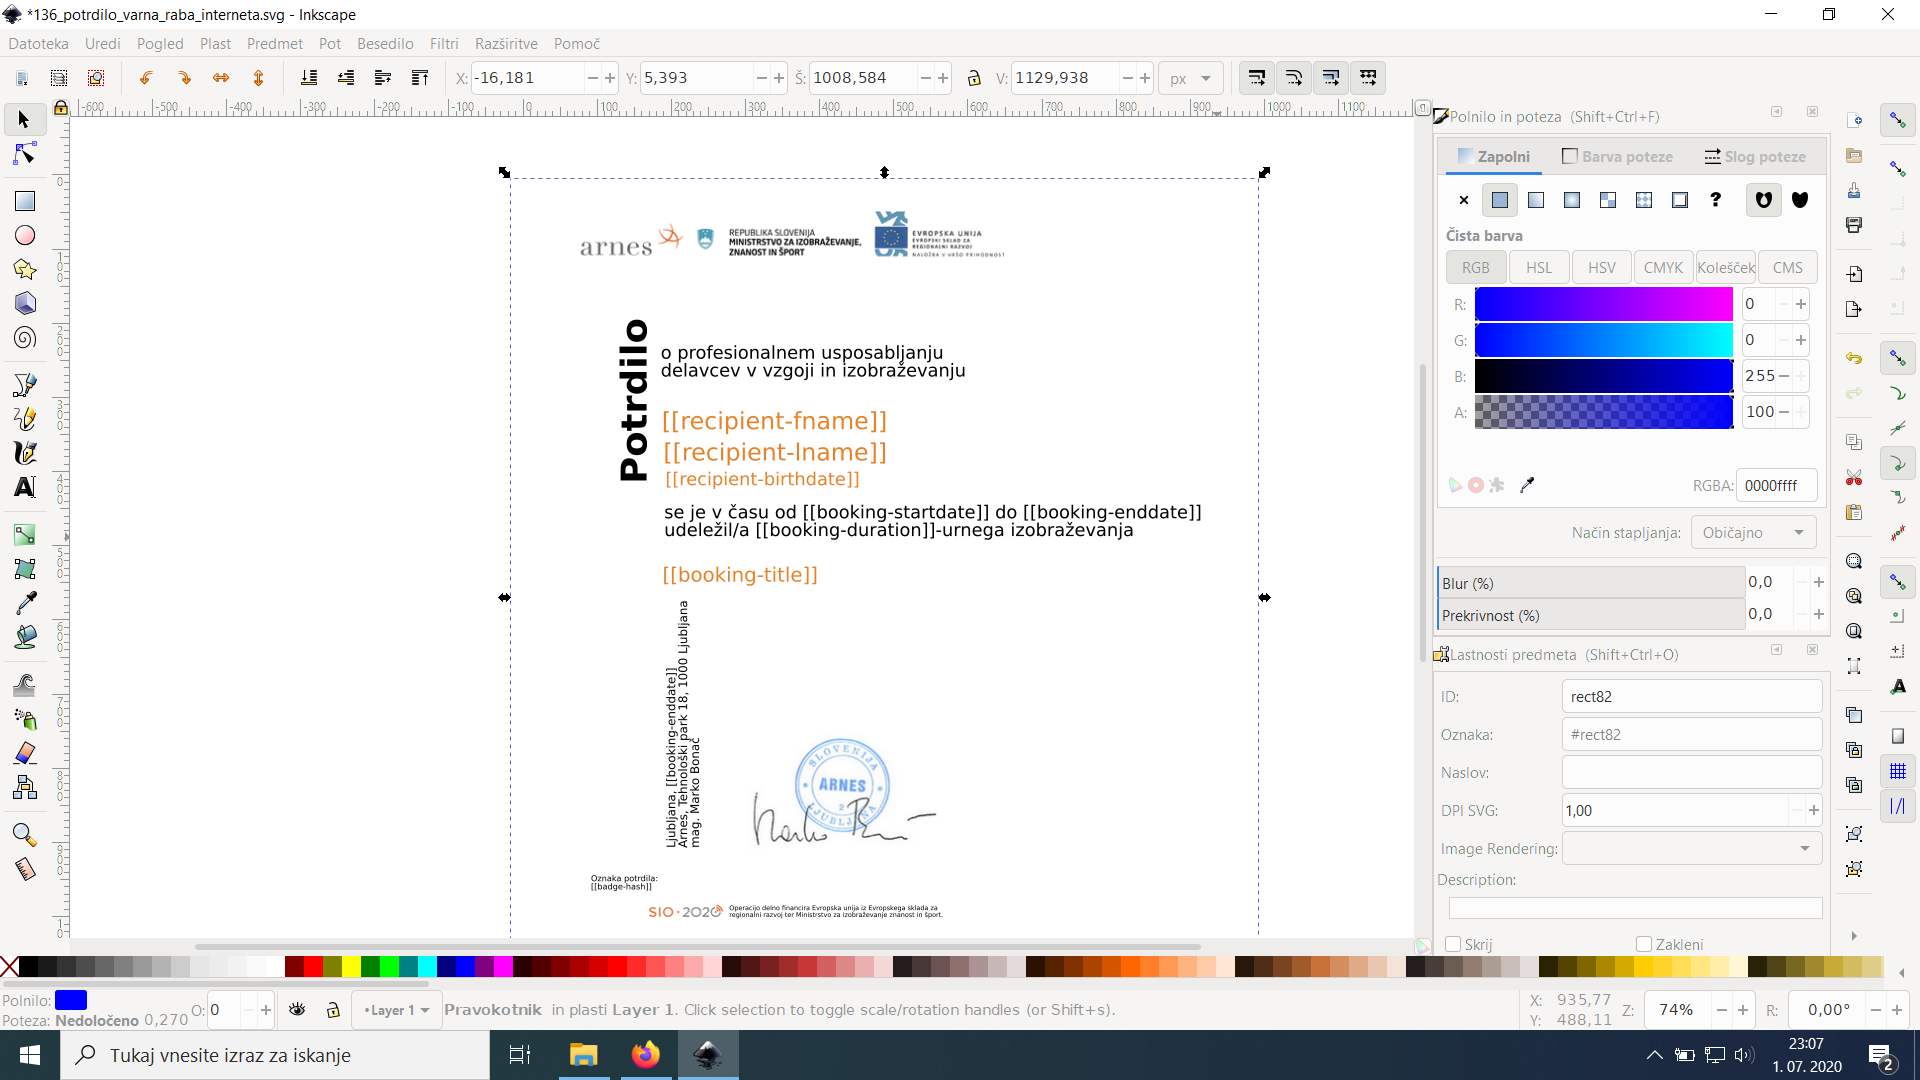 *136_potrdilo_varna_raba_interneta.svg - Inkscape
Datoteka Uredi Pogled Plast Predmet Pot Besedilo Filtri Razširitve Pomoč
X: -16,181 Y: 5,393 Š: 1008,584 V: 1129,938 px
-600 -500 -400 -300 -200 -100 0 100 200 300 400 500 600 700 800 900 1000 1100
Polnilo in poteza (Shift+Ctrl+F)
Zapolni Barva poteze Slog poteze
?
Čista barva
RGB HSL HSV CMYK Kolešček CMS
R: 0
G: 0
B: 255
A: 100
RGBA: 0000ffff
Način stapljanja: Običajno
Blur (%) 0,0
Prekrivnost (%) 0,0
Lastnosti predmeta (Shift+Ctrl+O)
ID: rect82
Oznaka: #rect82
Naslov:
DPI SVG: 1,00
Image Rendering:
Description:
Skrij Zakleni
arnes
REPUBLIKA SLOVENIJA
MINISTRSTVO ZA IZOBRAŽEVANJE,
ZNANOST IN ŠPORT
EVROPSKA UNIJA
EVROPSKI SKLAD ZA
REGIONALNI RAZVOJ
NALOŽBA V VAŠO PRIHODNOST
Potrdilo
o profesionalnem usposabljanju
delavcev v vzgoji in izobraževanju
[[recipient-fname]]
[[recipient-lname]]
[[recipient-birthdate]]
se je v času od [[booking-startdate]] do [[booking-enddate]]
udeležil/a [[booking-duration]]-urnega izobraževanja
[[booking-title]]
Ljubljana, [[booking-enddate]]
Arnes, Tehnološki park 18, 1000 Ljubljana
mag. Marko Bonač
SLOVENIJA
ARNES
2
LJUBLJANA
Oznaka potrdila:
[[badge-hash]]
SIO·2020
Operacijo delno financira Evropska unija iz Evropskega sklada za
regionalni razvoj ter Ministrstvo za izobraževanje znanost in šport.
Polnilo:
Poteza: Nedoločeno 0,270
O: 0
•Layer 1
Pravokotnik in plasti Layer 1. Click selection to toggle scale/rotation handles (or Shift+s).
X: 935,77
Y: 488,11
Z: 74%
R: 0,00°
Tukaj vnesite izraz za iskanje
23:07
1. 07. 2020
2